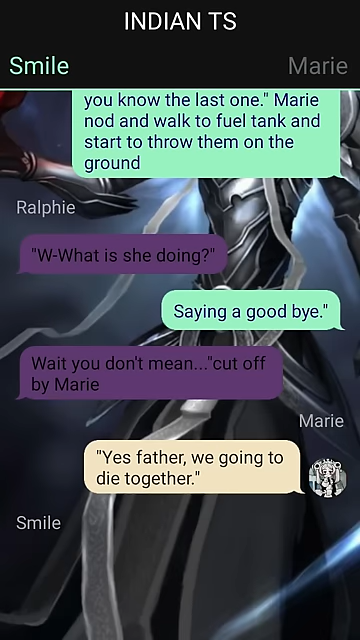 INDIAN TS
Smile
Marie
you know the last one." Marie
nod and walk to fuel tank and
start to throw them on the
ground
Ralphie
"W-What is she doing?"
Saying a good bye."
Wait you don't mean..."cut off
by Marie
Marie
"Yes father, we going to
die together."
Smile